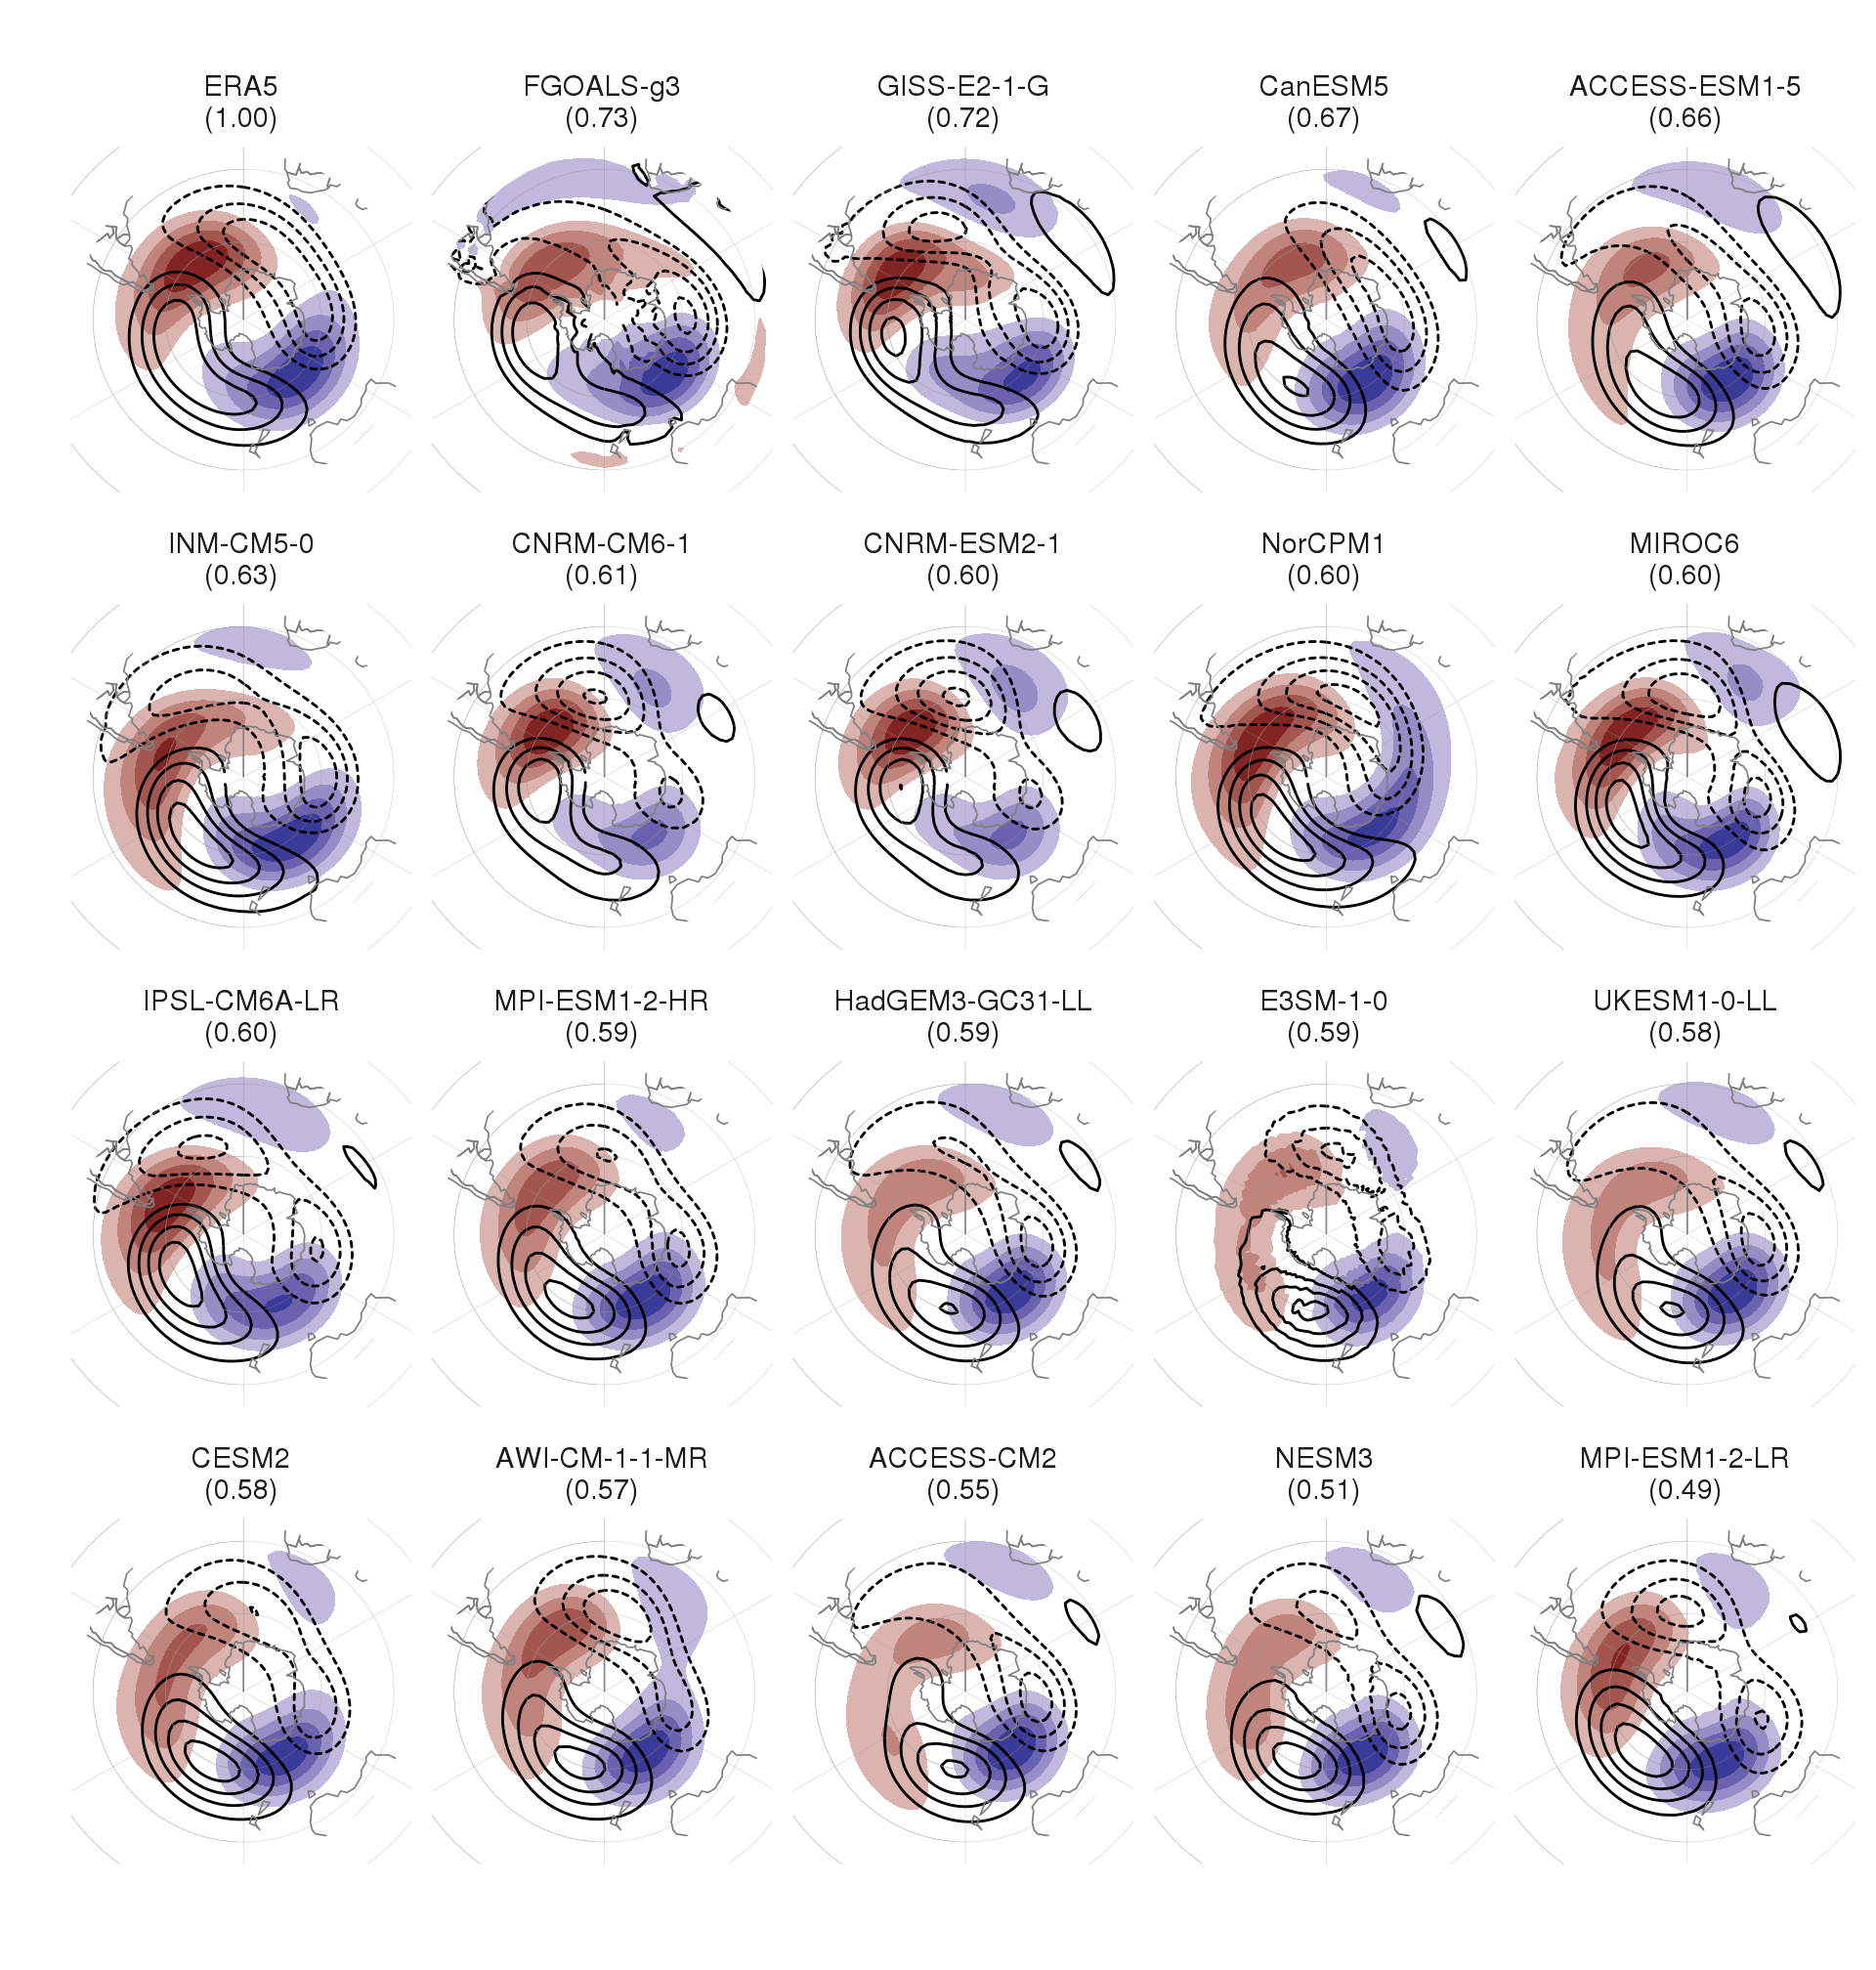 ERA5
(1.00)
FGOALS-g3
(0.73)
GISS-E2-1-G
(0.72)
CanESM5
(0.67)
ACCESS-ESM1-5
(0.66)
INM-CM5-0
(0.63)
CNRM-CM6-1
(0.61)
CNRM-ESM2-1
(0.60)
NorCPM1
(0.60)
MIROC6
(0.60)
IPSL-CM6A-LR
(0.60)
MPI-ESM1-2-HR
(0.59)
HadGEM3-GC31-LL
(0.59)
E3SM-1-0
(0.59)
UKESM1-0-LL
(0.58)
CESM2
(0.58)
AWI-CM-1-1-MR
(0.57)
ACCESS-CM2
(0.55)
NESM3
(0.51)
MPI-ESM1-2-LR
(0.49)